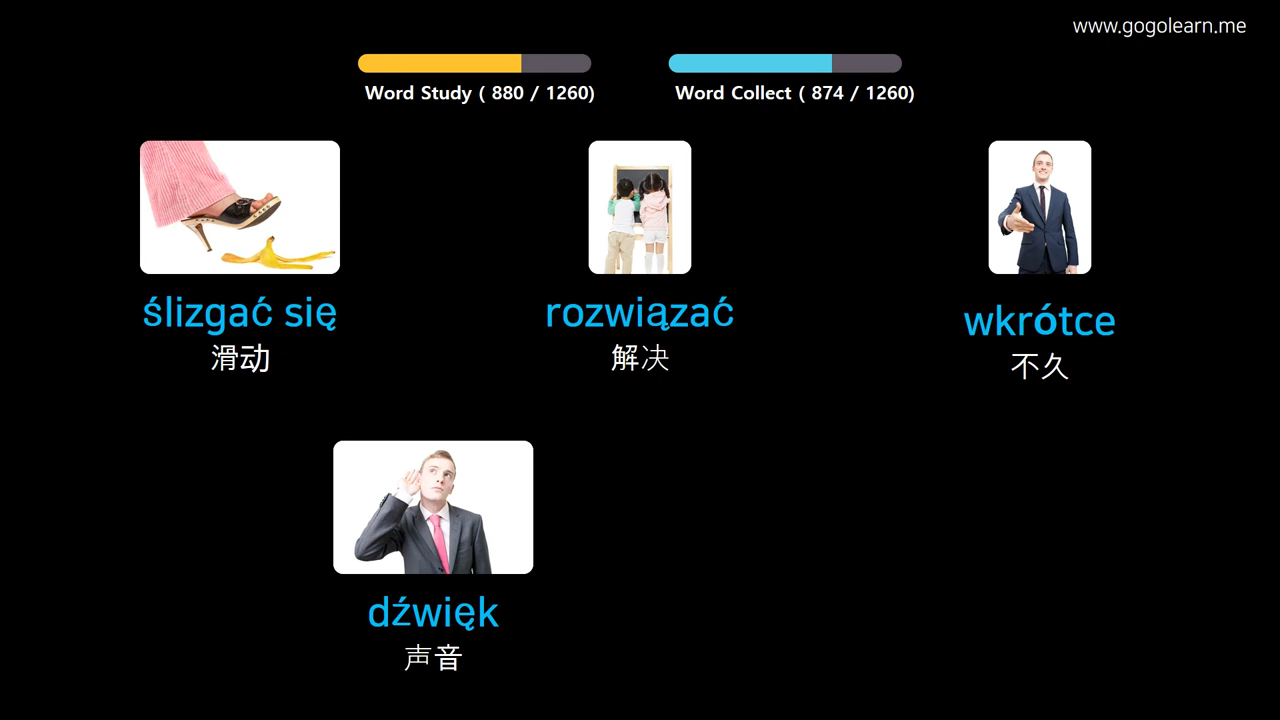 www.gogolearn.me
Word Study ( 880 / 1260)
Word Collect ( 874 / 1260)
ślizgać się
滑动
rozwiązać
解决
wkrótce
不久
dźwięk
声音